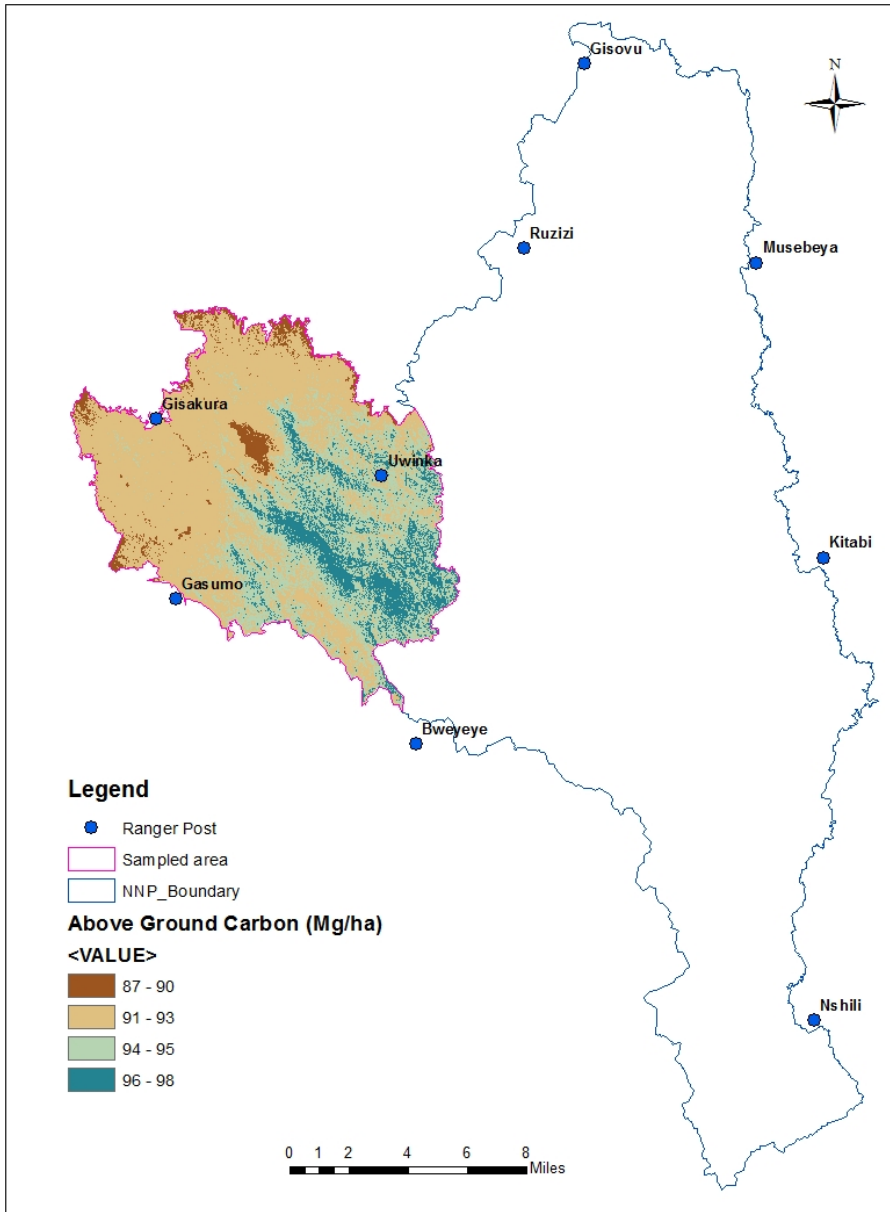 Gisovu
N
Ruzizi
Musebeya
Gisakura
Uwinka
Kitabi
Gasumo
Bweyeye
Legend
Ranger Post
Sampled area
NNP_Boundary
Above Ground Carbon (Mg/ha)
<VALUE>
87 - 90
91 - 93
94 - 95
96 - 98
Nshili
0 1 2 4 6 8
Miles